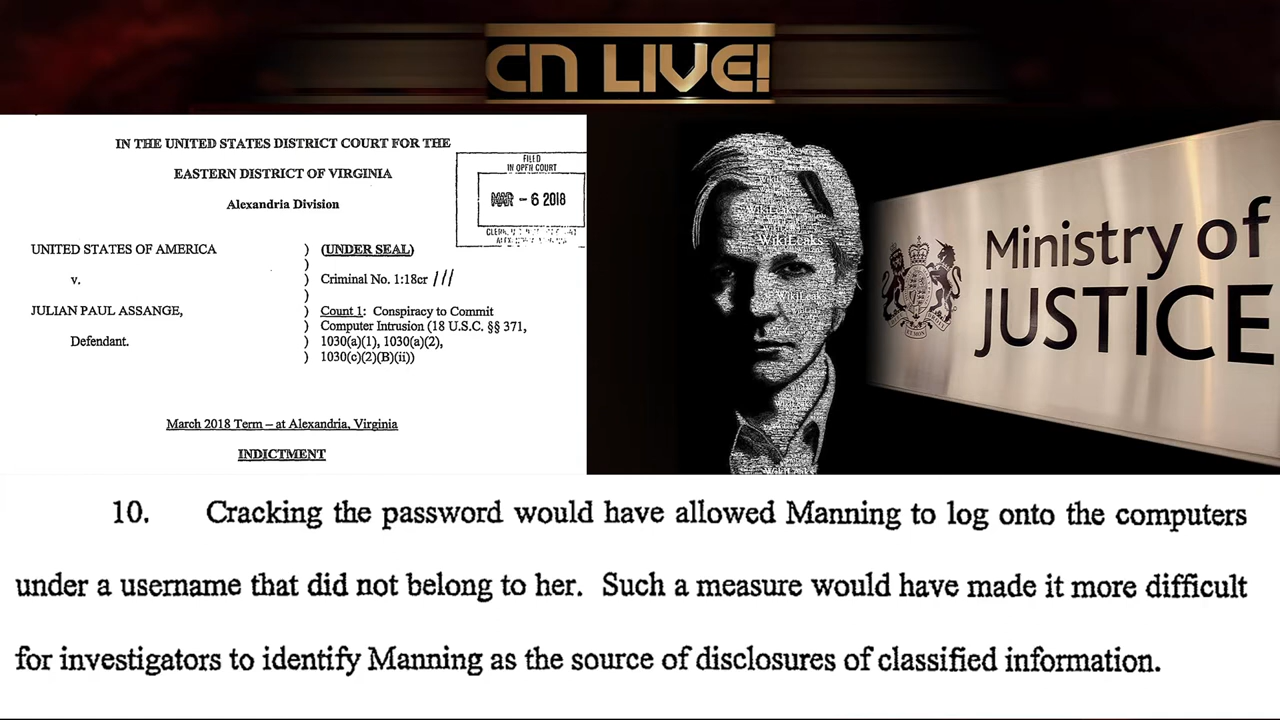 CN LIVE!
IN THE UNITED STATES DISTRICT COURT FOR THE
EASTERN DISTRICT OF VIRGINIA
Alexandria Division
FILED
IN OPEN COURT
MAR - 6 2018
UNITED STATES OF AMERICA
v.
JULIAN PAUL ASSANGE,
Defendant.
)
)
)
)
)
)
)
)
(UNDER SEAL)
Criminal No. 1:18cr 111
Count 1: Conspiracy to Commit
Computer Intrusion (18 U.S.C. §§ 371,
1030(a)(1), 1030(a)(2),
1030(c)(2)(B)(ii))
March 2018 Term – at Alexandria, Virginia
INDICTMENT
WikiLeaks
WikiLeaks
WikiLeaks
WikiLeaks
Ministry of
JUSTICE
10. Cracking the password would have allowed Manning to log onto the computers
under a username that did not belong to her. Such a measure would have made it more difficult
for investigators to identify Manning as the source of disclosures of classified information.